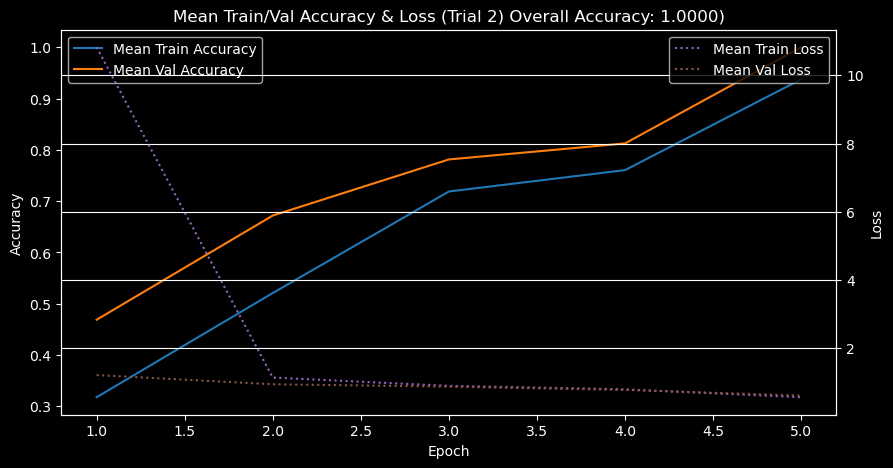 Mean Train/Val Accuracy & Loss (Trial 2) Overall Accuracy: 1.0000)
Mean Train Accuracy
Mean Val Accuracy
Mean Train Loss
Mean Val Loss
Accuracy
1.0
0.9
0.8
0.7
0.6
0.5
0.4
0.3
10
8
6
4
2
Loss
1.0 1.5 2.0 2.5 3.0 3.5 4.0 4.5 5.0
Epoch